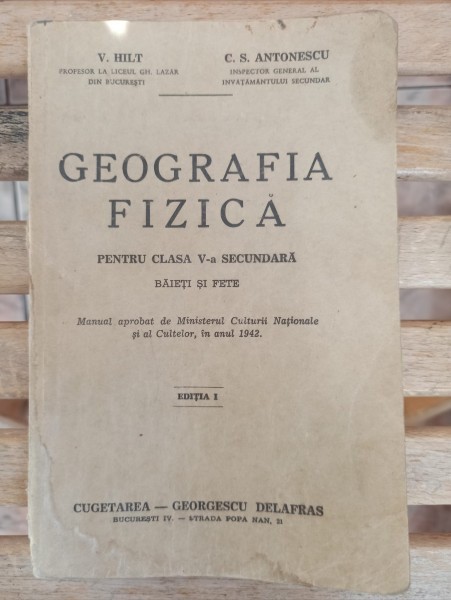 V. HILT
PROFESOR LA LICEUL GH. LAZĂR
DIN BUCUREȘTI
C. S. ANTONESCU
INSPECTOR GENERAL AL
INVĂȚĂMÂNTULUI SECUNDAR
GEOGRAFIA
FIZICĂ
PENTRU CLASA V-a SECUNDARĂ
BĂIEȚI ȘI FETE
Manual aprobat de Ministerul Culturii Naționale
și al Cultelor, în anul 1942.
EDIȚIA I
CUGETAREA — GEORGESCU DELAFRAS
BUCUREȘTI IV. — STRADA POPA NAN, 21